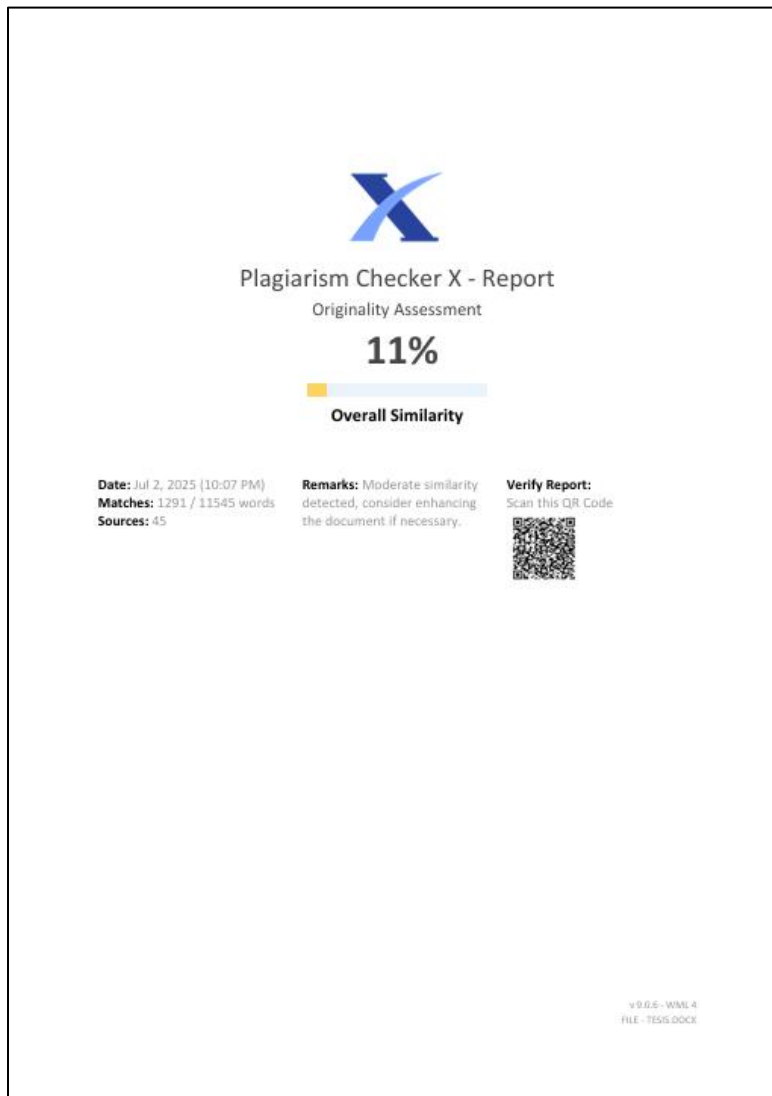 Plagiarism Checker X - Report
Originality Assessment
11%
Overall Similarity
Date: Jul 2, 2025 (10:07 PM)
Matches: 1291 / 11545 words
Sources: 45
Remarks: Moderate similarity
detected, consider enhancing
the document if necessary.
Verify Report:
Scan this QR Code
v 9.0.6 - WML 4
FILE - TESIS.DOCX